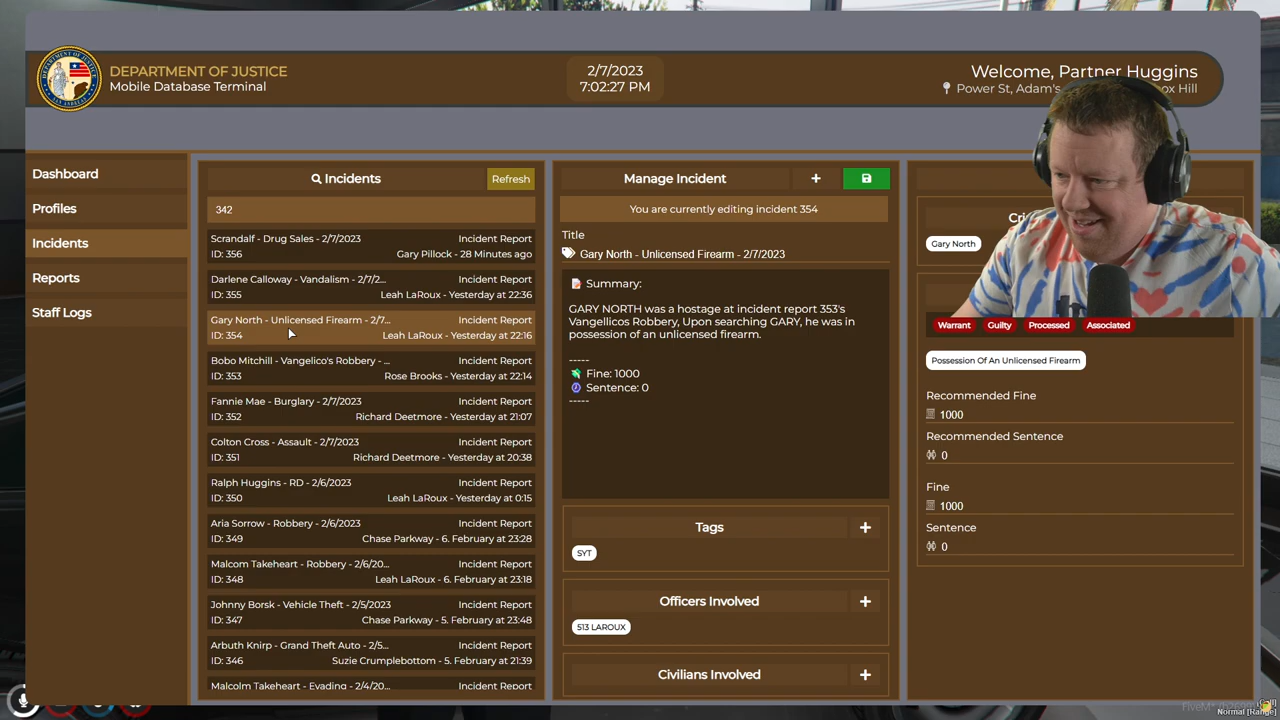 DEPARTMENT OF JUSTICE
Mobile Database Terminal
2/7/2023
7:02:27 PM
Welcome, Partner Huggins
Power St, Adam's
ox Hill
Dashboard
Profiles
Incidents
Reports
Staff Logs
Incidents
Refresh
342
Scrandalf - Drug Sales - 2/7/2023 Incident Report
ID: 356 Gary Pillock - 28 Minutes ago
Darlene Calloway - Vandalism - 2/7/2... Incident Report
ID: 355 Leah LaRoux - Yesterday at 22:36
Gary North - Unlicensed Firearm - 2/7... Incident Report
ID: 354 Leah LaRoux - Yesterday at 22:16
Bobo Mitchill - Vangelico's Robbery - ... Incident Report
ID: 353 Rose Brooks - Yesterday at 22:14
Fannie Mae - Burglary - 2/7/2023 Incident Report
ID: 352 Richard Deetmore - Yesterday at 21:07
Colton Cross - Assault - 2/7/2023 Incident Report
ID: 351 Richard Deetmore - Yesterday at 20:38
Ralph Huggins - RD - 2/6/2023 Incident Report
ID: 350 Leah LaRoux - Yesterday at 0:15
Aria Sorrow - Robbery - 2/6/2023 Incident Report
ID: 349 Chase Parkway - 6. February at 23:28
Malcom Takeheart - Robbery - 2/6/20... Incident Report
ID: 348 Leah LaRoux - 6. February at 23:18
Johnny Borsk - Vehicle Theft - 2/5/2023 Incident Report
ID: 347 Chase Parkway - 5. February at 23:48
Arbuth Knirp - Grand Theft Auto - 2/5... Incident Report
ID: 346 Suzie Crumplebottom - 5. February at 21:39
Malcolm Takeheart - Evading - 2/4/20... Incident Report
Manage Incident
You are currently editing incident 354
Title
Gary North - Unlicensed Firearm - 2/7/2023
Summary:
GARY NORTH was a hostage at incident report 353's
Vangellicos Robbery, Upon searching GARY, he was in
possession of an unlicensed firearm.
-----
Fine: 1000
Sentence: 0
-----
Tags
SYT
Officers Involved
513 LAROUX
Civilians Involved
Cri
Gary North
Warrant Guilty Processed Associated
Possession Of An Unlicensed Firearm
Recommended Fine
1000
Recommended Sentence
0
Fine
1000
Sentence
0
[Call]
Normal [Range]